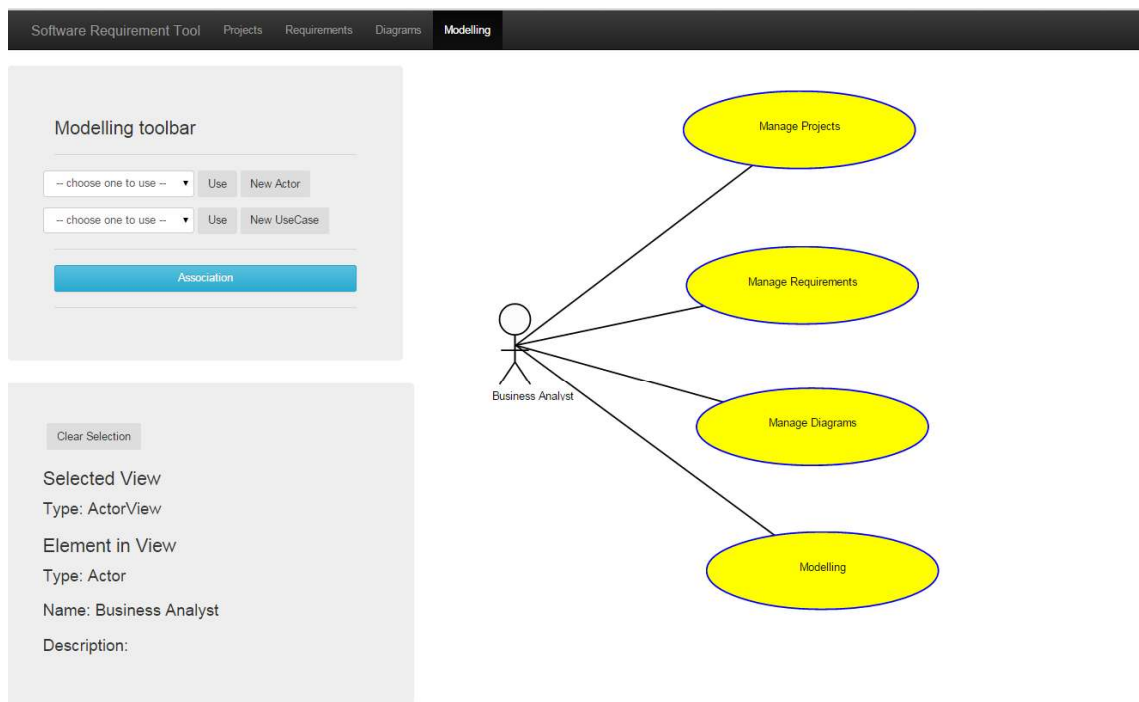 Software Requirement Tool Projects Requirements Diagrams Modelling
Modelling toolbar
-- choose one to use -- Use New Actor
-- choose one to use -- Use New UseCase
Association
Clear Selection
Selected View
Type: ActorView
Element in View
Type: Actor
Name: Business Analyst
Description:
Manage Projects
Manage Requirements
Business Analyst
Manage Diagrams
Modelling